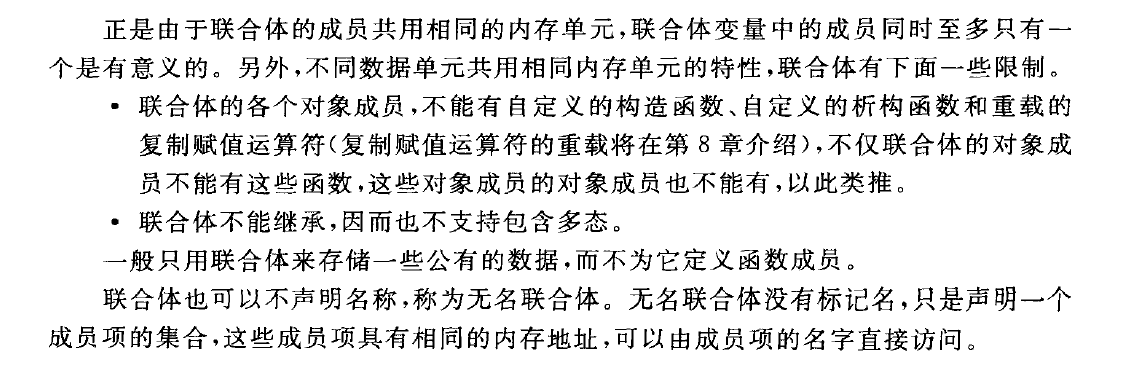 正是由于联合体的成员共用相同的内存单元,联合体变量中的成员同时至多只有一
个是有意义的。另外,不同数据单元共用相同内存单元的特性,联合体有下面一些限制。
• 联合体的各个对象成员,不能有自定义的构造函数、自定义的析构函数和重载的
复制赋值运算符(复制赋值运算符的重载将在第 8 章介绍),不仅联合体的对象成
员不能有这些函数,这些对象成员的对象成员也不能有,以此类推。
• 联合体不能继承,因而也不支持包含多态。
一般只用联合体来存储一些公有的数据,而不为它定义函数成员。
联合体也可以不声明名称,称为无名联合体。无名联合体没有标记名,只是声明一个
成员项的集合,这些成员项具有相同的内存地址,可以由成员项的名字直接访问。